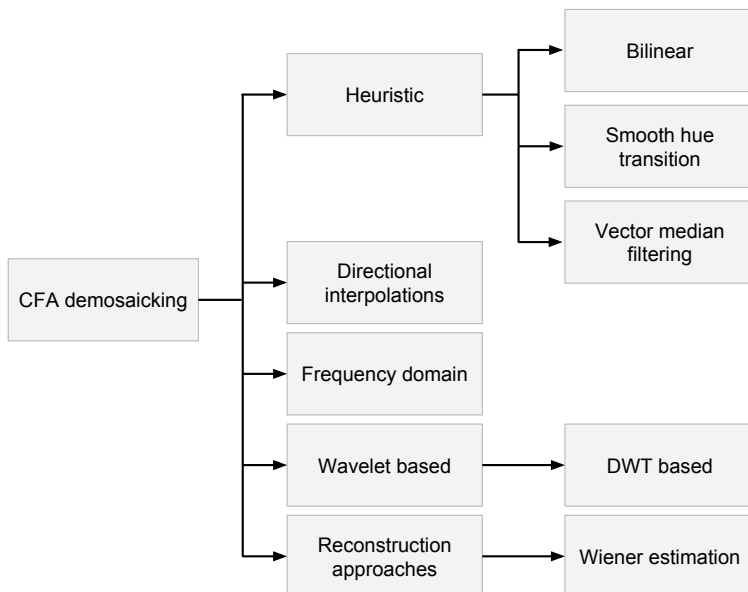 CFA demosaicking
Heuristic
Bilinear
Smooth hue
transition
Vector median
filtering
Directional
interpolations
Frequency domain
Wavelet based
DWT based
Reconstruction
approaches
Wiener estimation